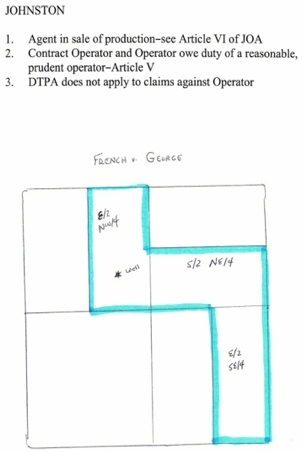 JOHNSTON
1. Agent in sale of production–see Article VI of JOA
2. Contract Operator and Operator owe duty of a reasonable,
prudent operator–Article V
3. DTPA does not apply to claims against Operator
FRENCH v. GEORGE
E/2
NW/4
* well
S/2 NE/4
E/2
SE/4